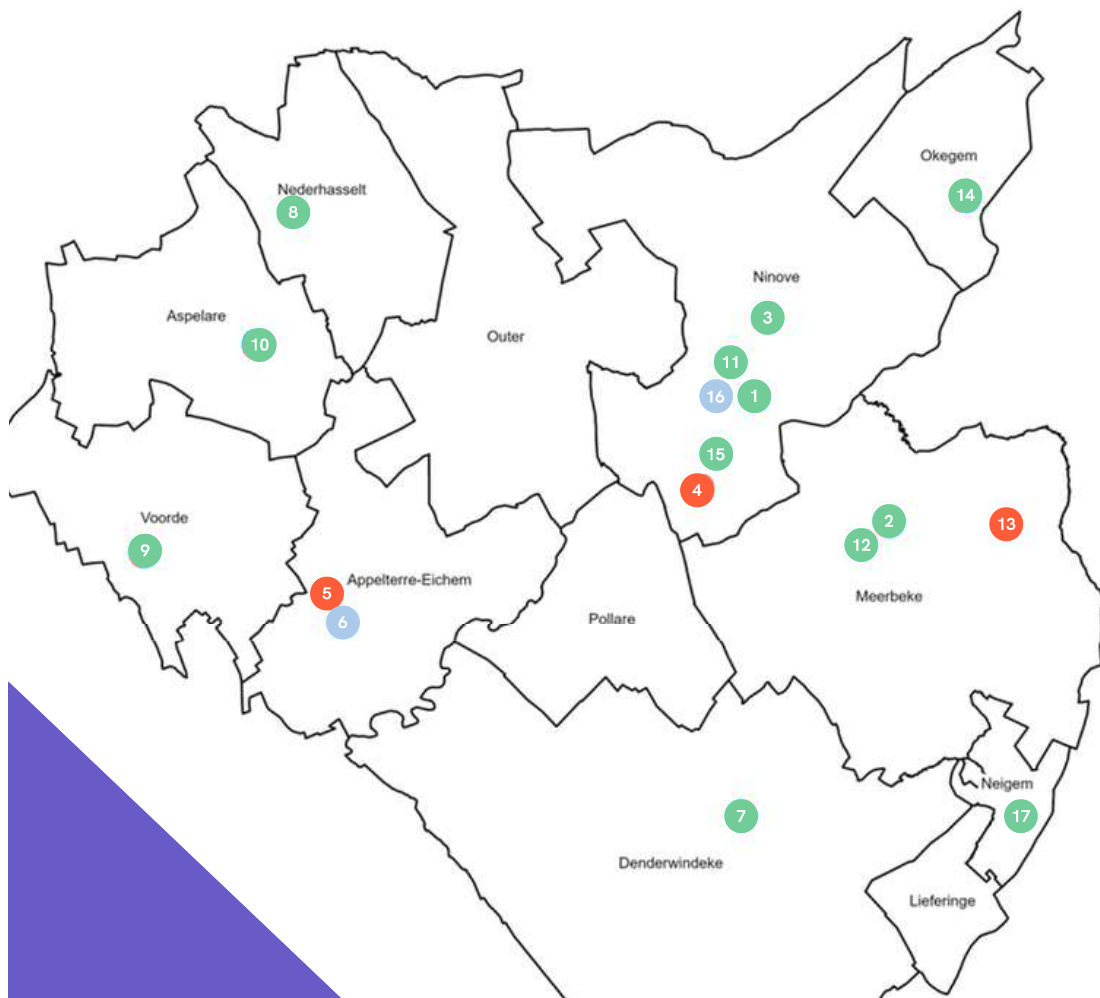 Okegem
14
Nederhasselt
8
Ninove
3
Aspelare
10
Outer
11
16
1
15
4
Voorde
9
2
13
12
Appelterre-Eichem
5
6
Meerbeke
Pollare
Neigem
17
7
Denderwindeke
Lieferinge